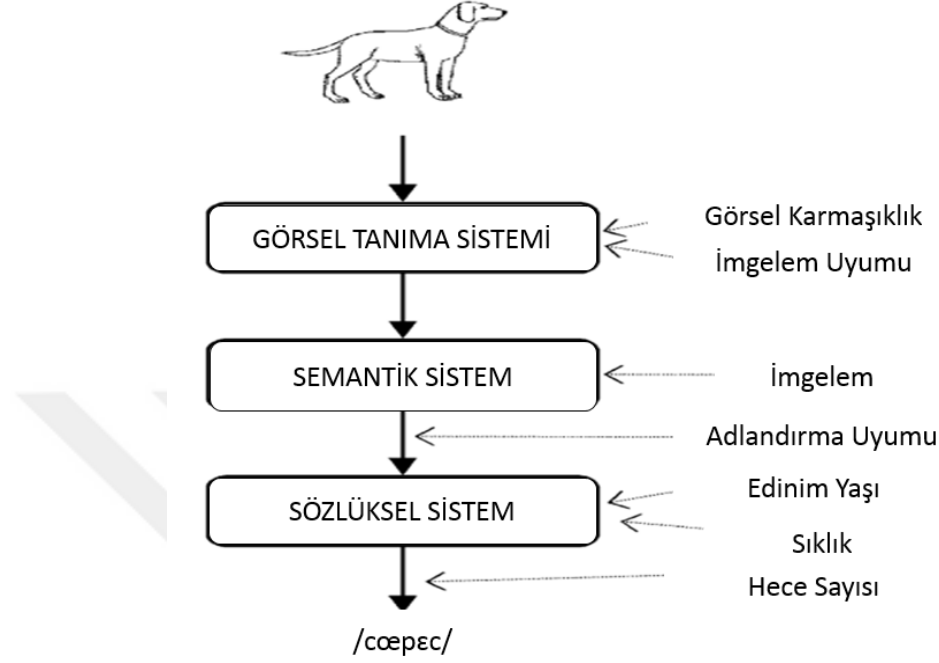 GÖRSEL TANIMA SİSTEMİ
Görsel Karmaşıklık
İmgelem Uyumu
SEMANTİK SİSTEM
İmgelem
Adlandırma Uyumu
SÖZLÜKSEL SİSTEM
Edinim Yaşı
Sıklık
Hece Sayısı
/cœpɛc/